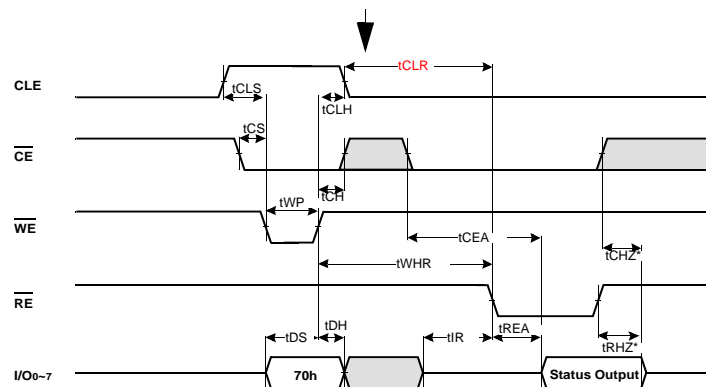 tCLR
CLE
tCLS
tCLH
tCS
CE
tCH
tWP
WE
tCEA
tCHZ*
tWHR
RE
tDS
tDH
tIR
tREA
tRHZ*
I/O0~7
70h
Status Output